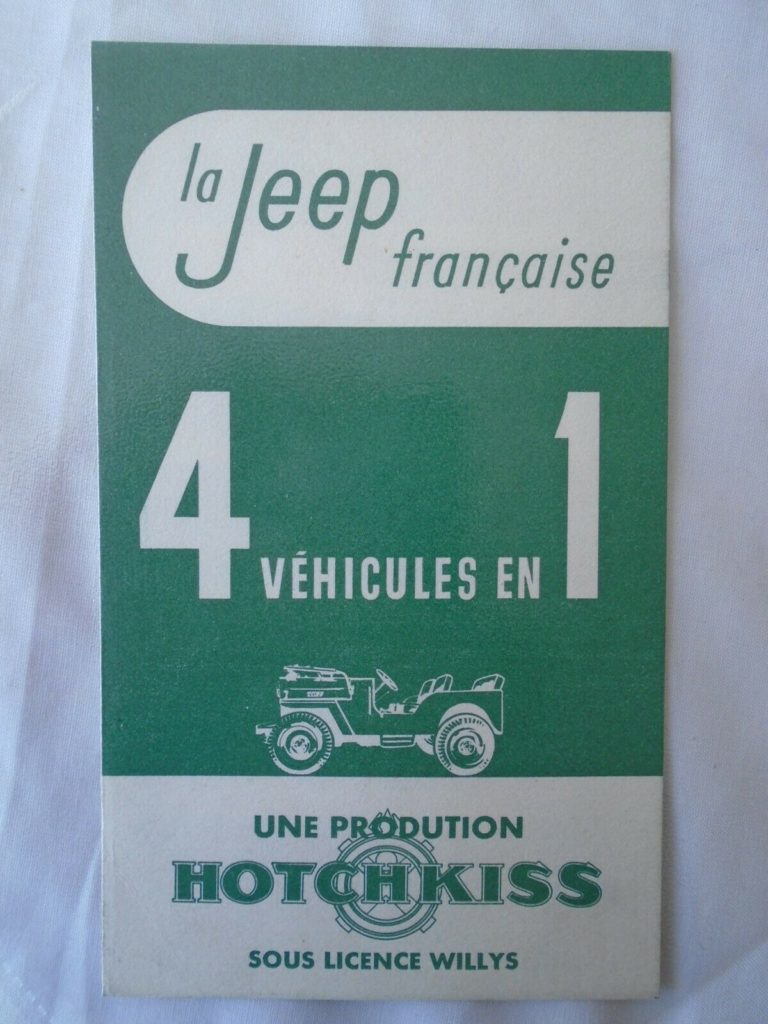 la Jeep
française
4 VÉHICULES EN 1
UNE PRODUTION
HOTCHKISS
SOUS LICENCE WILLYS